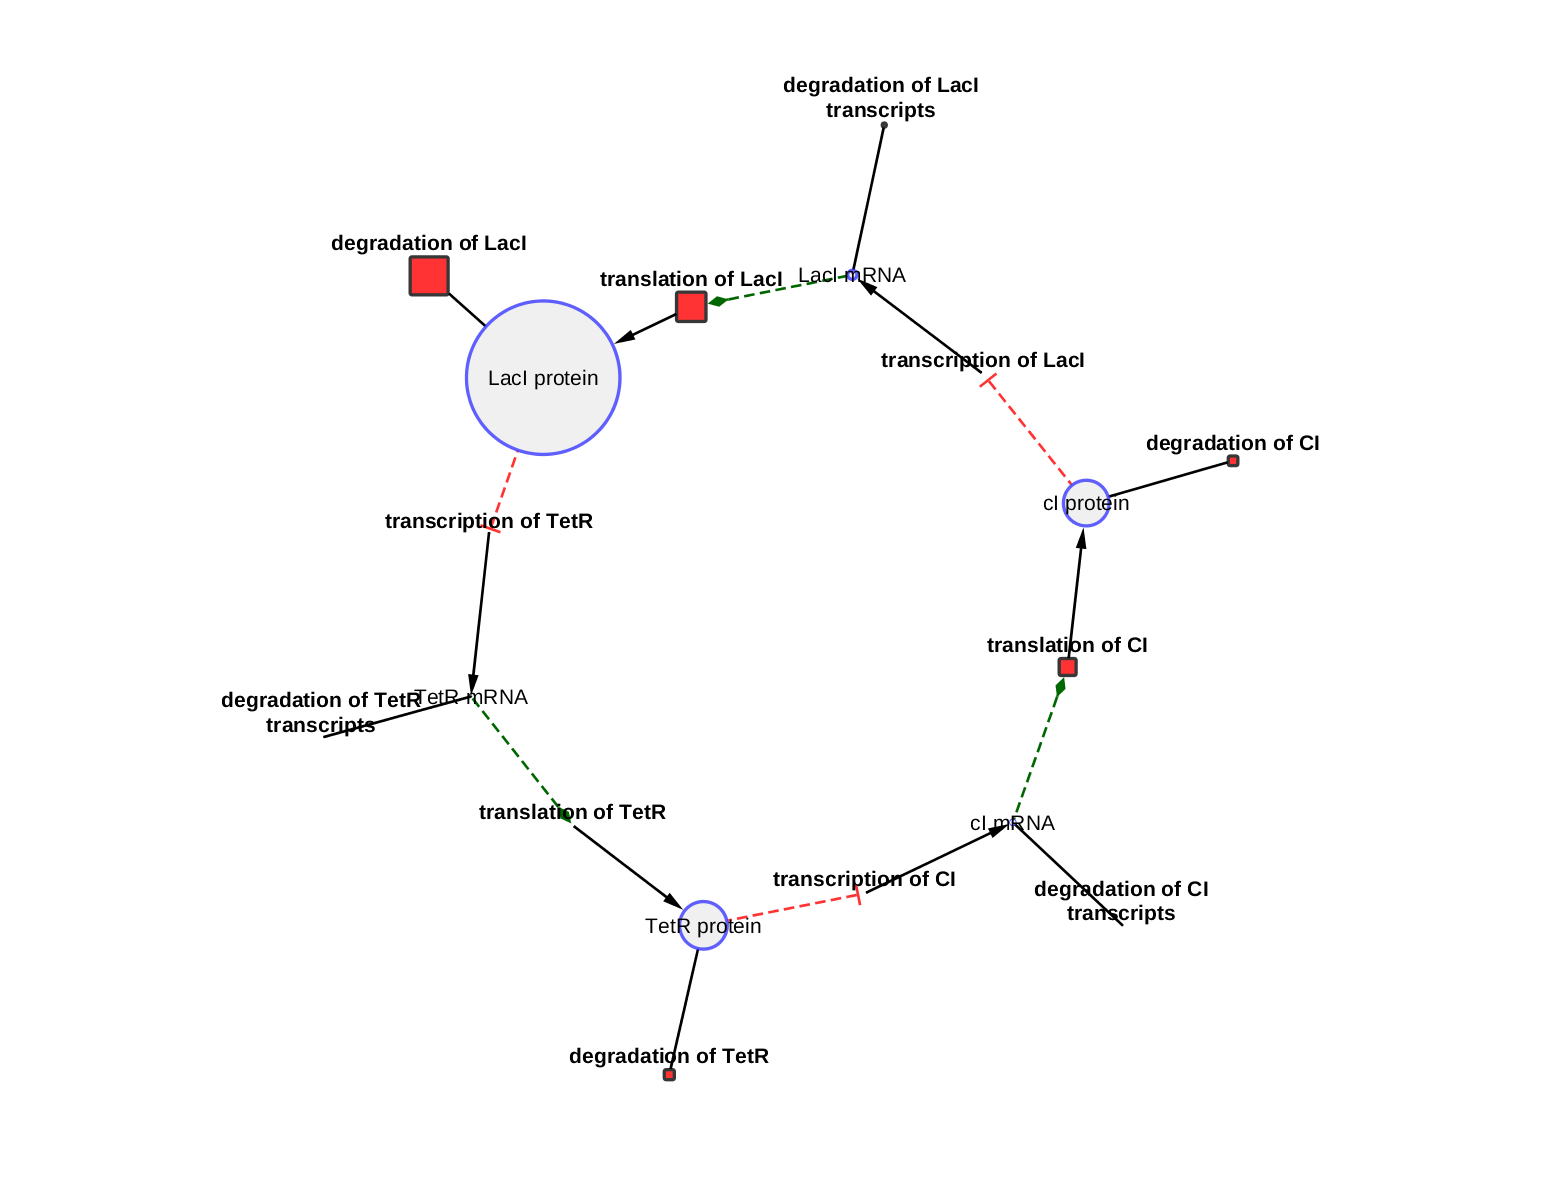 degradation of LacI
transcripts
degradation of LacI
translation of LacI
LacI mRNA
transcription of LacI
LacI protein
degradation of CI
cI protein
transcription of TetR
translation of CI
degradation of TetR
transcripts
TetR mRNA
translation of TetR
cI mRNA
transcription of CI
degradation of CI
transcripts
TetR protein
degradation of TetR